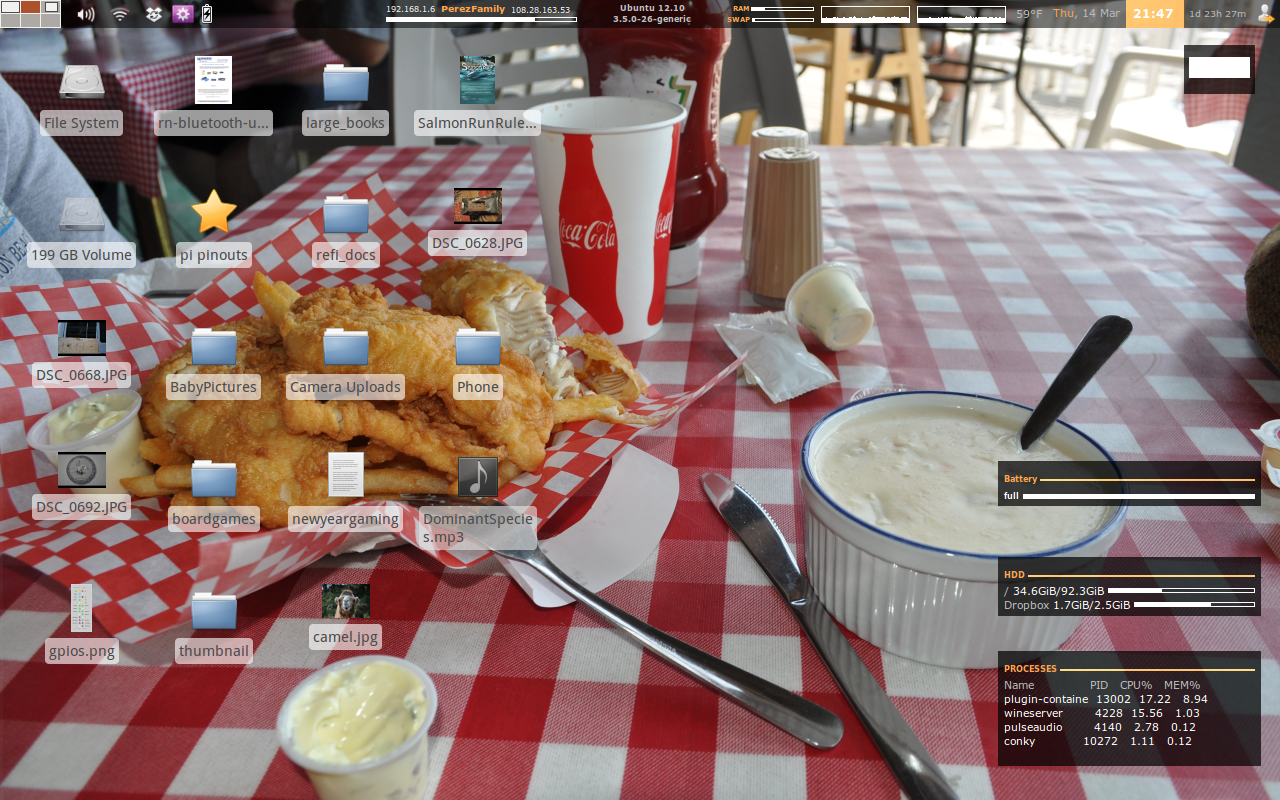 192.168.1.6 PerezFamily 108.28.163.53
Ubuntu 12.10
3.5.0-26-generic
RAM
SWAP
59°F Thu, 14 Mar 21:47 1d 23h 27m
File System
rn-bluetooth-u...
large_books
SalmonRunRule...
199 GB Volume
pi pinouts
refi_docs
DSC_0628.JPG
Coca-Cola
DSC_0668.JPG
BabyPictures
Camera Uploads
Phone
DSC_0692.JPG
boardgames
newyeargaming
DominantSpecie
s.mp3
gpios.png
thumbnail
camel.jpg
Battery
full
HDD
/ 34.6GiB/92.3GiB
Dropbox 1.7GiB/2.5GiB
PROCESSES
Name PID CPU% MEM%
plugin-containe 13002 17.22 8.94
wineserver 4228 15.56 1.03
pulseaudio 4140 2.78 0.12
conky 10272 1.11 0.12